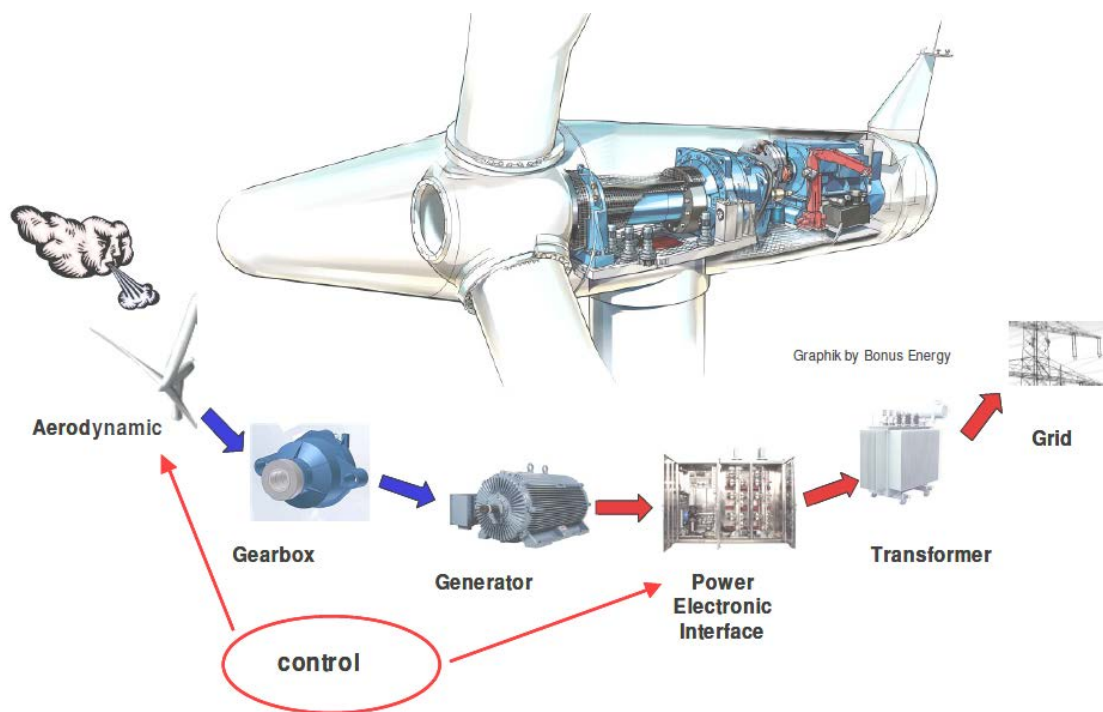 Graphik by Bonus Energy
Aerodynamic
Grid
Gearbox
Generator
Power
Electronic
Interface
Transformer
control